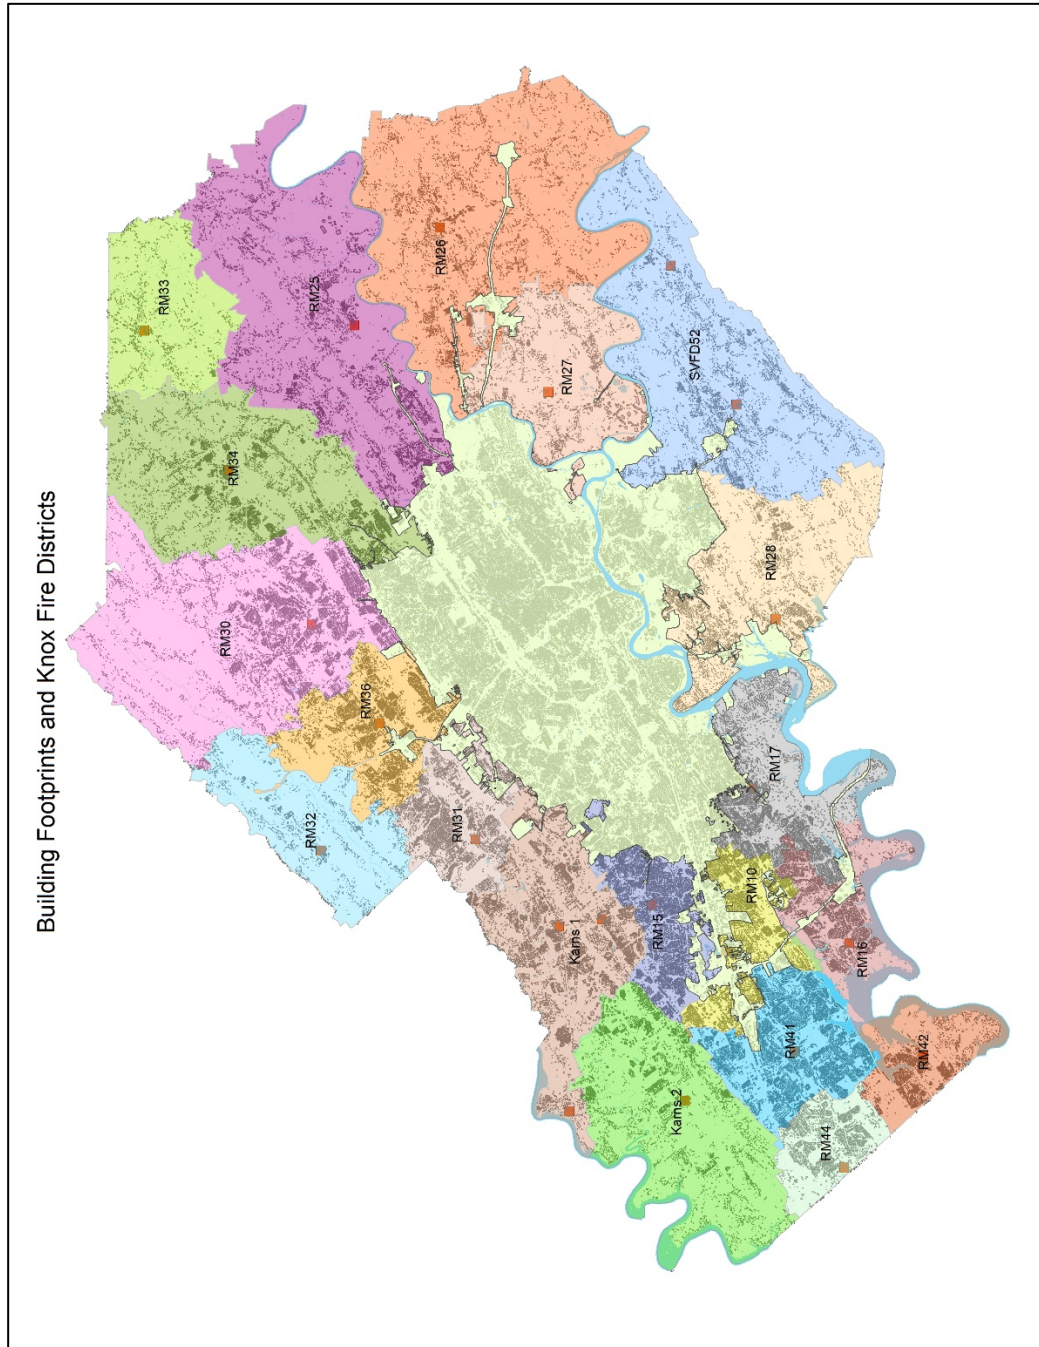 Building Footprints and Knox Fire Districts
RM33
RM25
RM26
RM34
RM27
SVFD52
RM30
RM28
RM36
RM32
RM31
RM17
Karns 1
RM15
RM10
RM16
RM41
Karns 2
RM42
RM44